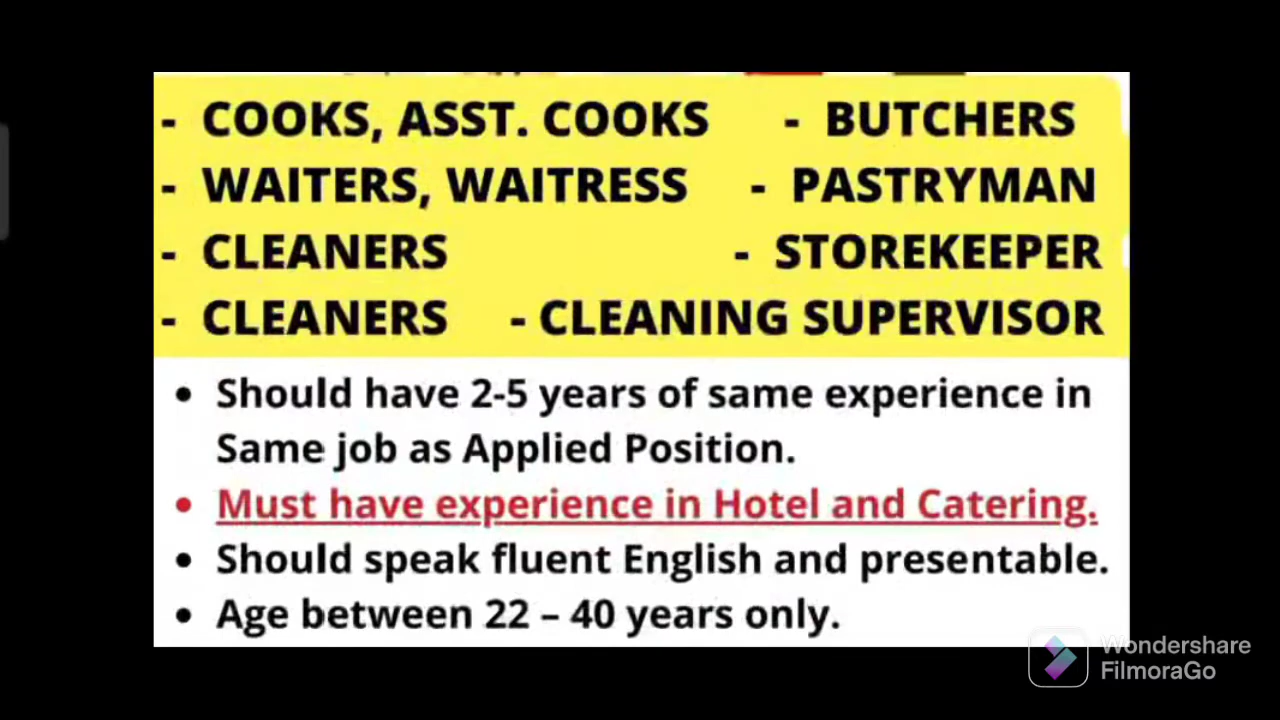 - COOKS, ASST. COOKS - BUTCHERS
- WAITERS, WAITRESS - PASTRYMAN
- CLEANERS - STOREKEEPER
- CLEANERS - CLEANING SUPERVISOR
• Should have 2-5 years of same experience in
Same job as Applied Position.
• Must have experience in Hotel and Catering.
• Should speak fluent English and presentable.
• Age between 22 – 40 years only.
Wondershare
FilmoraGo